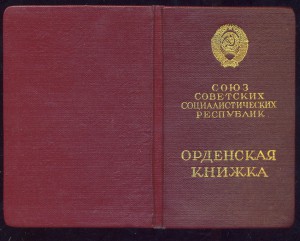 СОЮЗ
СОВЕТСКИХ
СОЦИАЛИСТИЧЕСКИХ
РЕСПУБЛИК
ОРДЕНСКАЯ
КНИЖКА